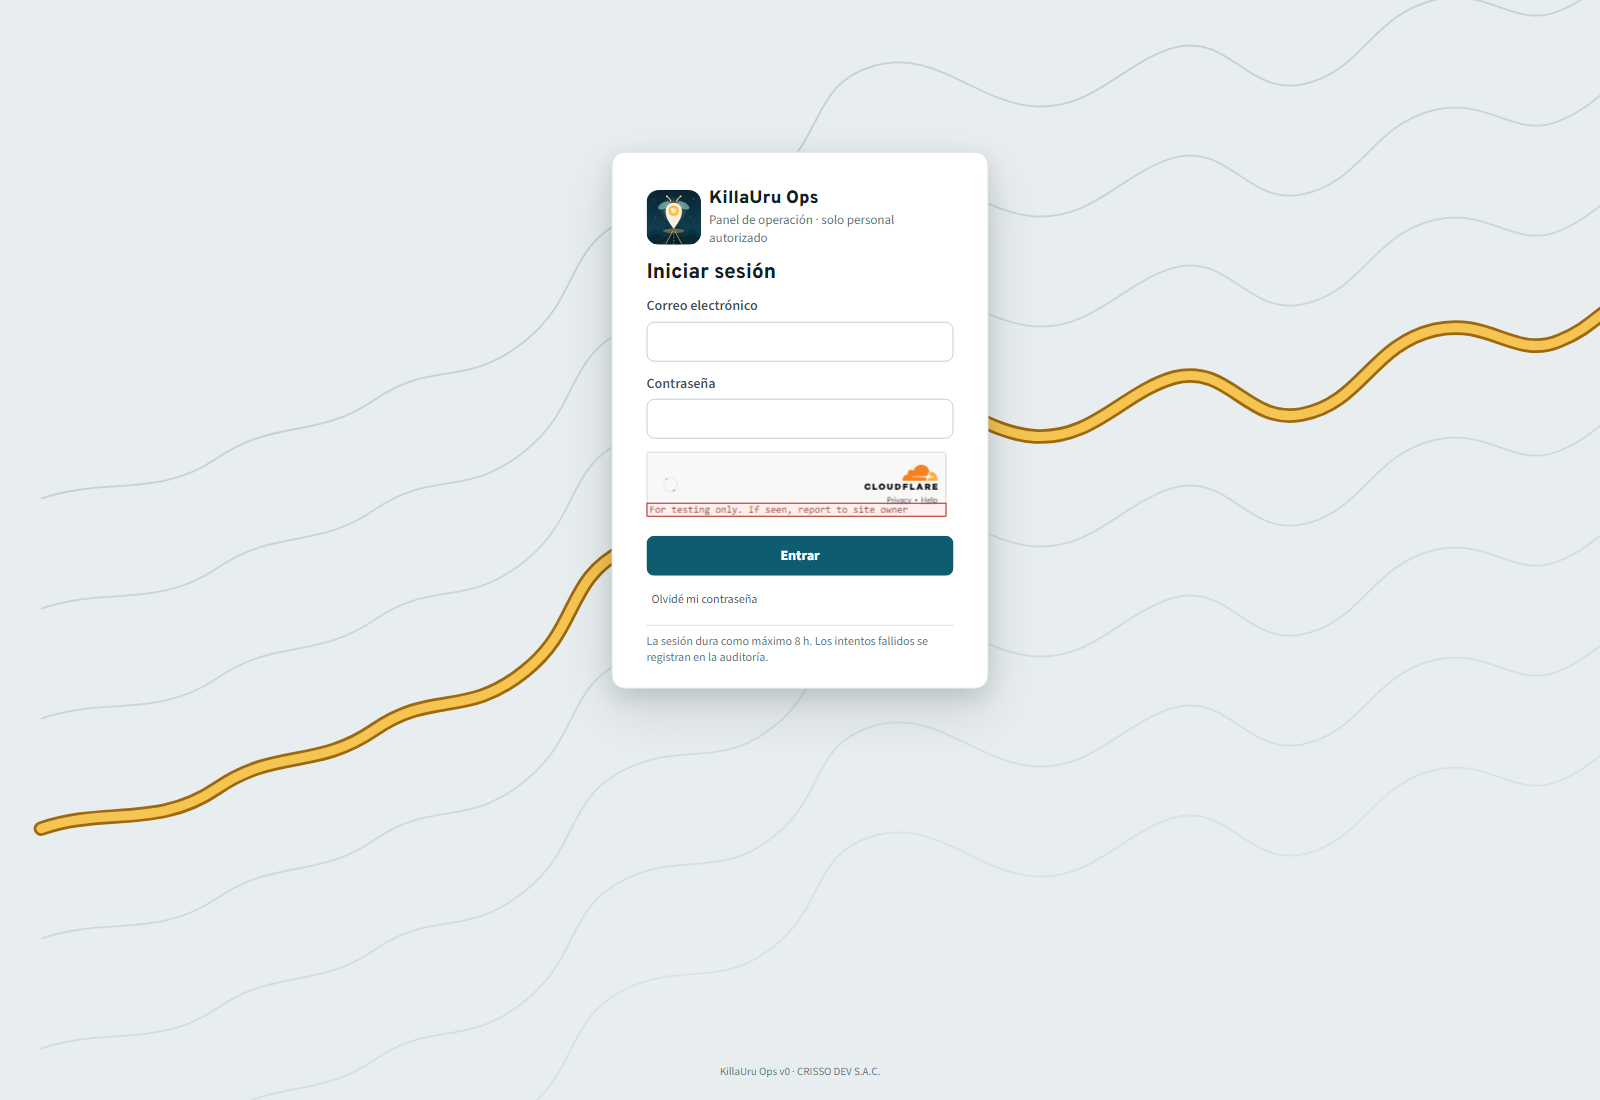 KillaUru Ops
Panel de operación · solo personal
autorizado
Iniciar sesión
Correo electrónico
Contraseña
CLOUDFLARE
Privacy • Help
For testing only. If seen, report to site owner
Entrar
Olvidé mi contraseña
La sesión dura como máximo 8 h. Los intentos fallidos se
registran en la auditoría.
KillaUru Ops v0 · CRISSO DEV S.A.C.